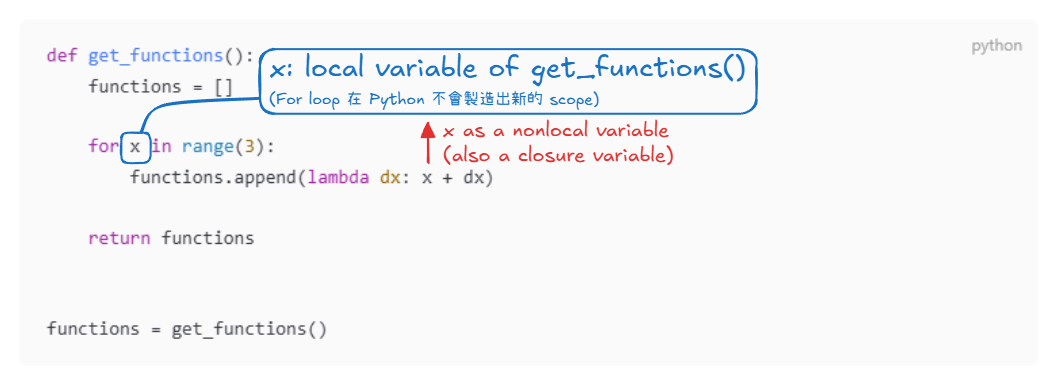 python
def get_functions():
x: local variable of get_functions()
functions = []
(For loop 在 Python 不會製造出新的 scope)
x as a nonlocal variable
(also a closure variable)
for x in range(3):
functions.append(lambda dx: x + dx)
return functions
functions = get_functions()